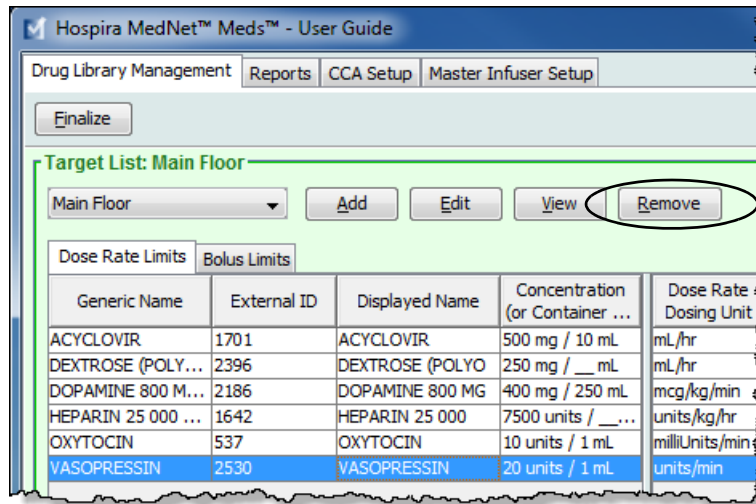 Hospira MedNet™ Meds™ - User Guide
Drug Library Management Reports CCA Setup Master Infuser Setup
Finalize
Target List: Main Floor
Main Floor Add Edit View Remove
Dose Rate Limits Bolus Limits
Generic Name External ID Displayed Name Concentration (or Container ... Dose Rate Dosing Unit
ACYCLOVIR 1701 ACYCLOVIR 500 mg / 10 mL mL/hr
DEXTROSE (POLY... 2396 DEXTROSE (POLYO 250 mg / __ mL mL/hr
DOPAMINE 800 M... 2186 DOPAMINE 800 MG 400 mg / 250 mL mcg/kg/min
HEPARIN 25 000 ... 1642 HEPARIN 25 000 7500 units / __... units/kg/hr
OXYTOCIN 537 OXYTOCIN 10 units / 1 mL milliUnits/min
VASOPRESSIN 2530 VASOPRESSIN 20 units / 1 mL units/min